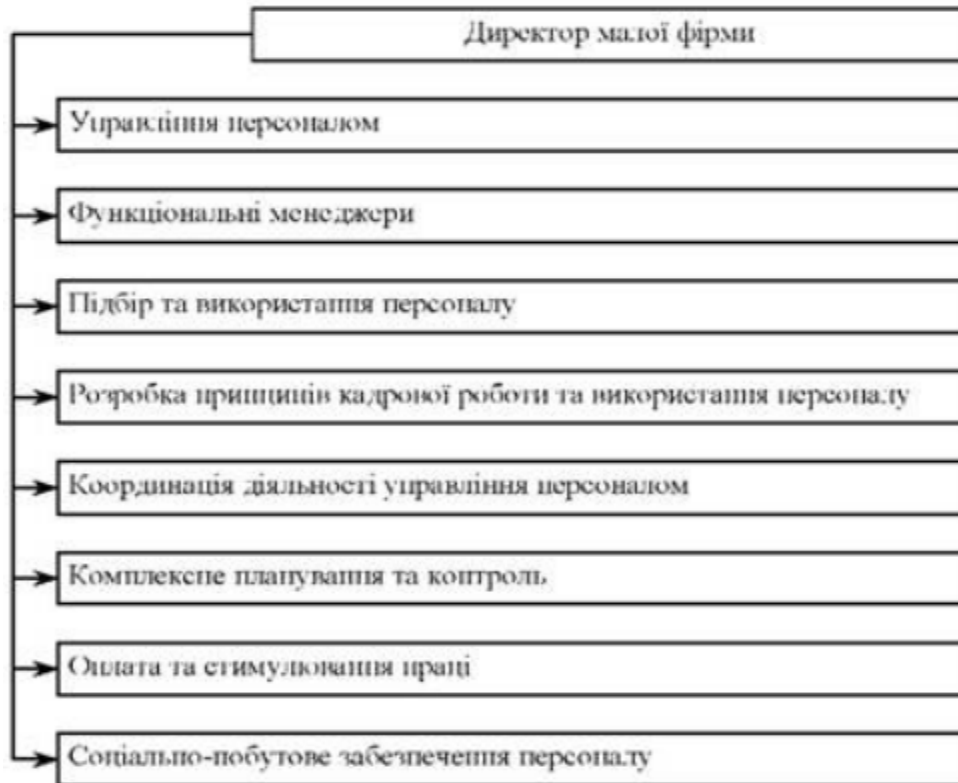 Директор малої фірми
Управління персоналом
Функціональні менеджери
Підбір та використання персоналу
Розробка принципів кадрової роботи та використання персоналу
Координація діяльності управління персоналом
Комплексне планування та контроль
Оплата та стимулювання праці
Соціально-побутове забезпечення персоналу